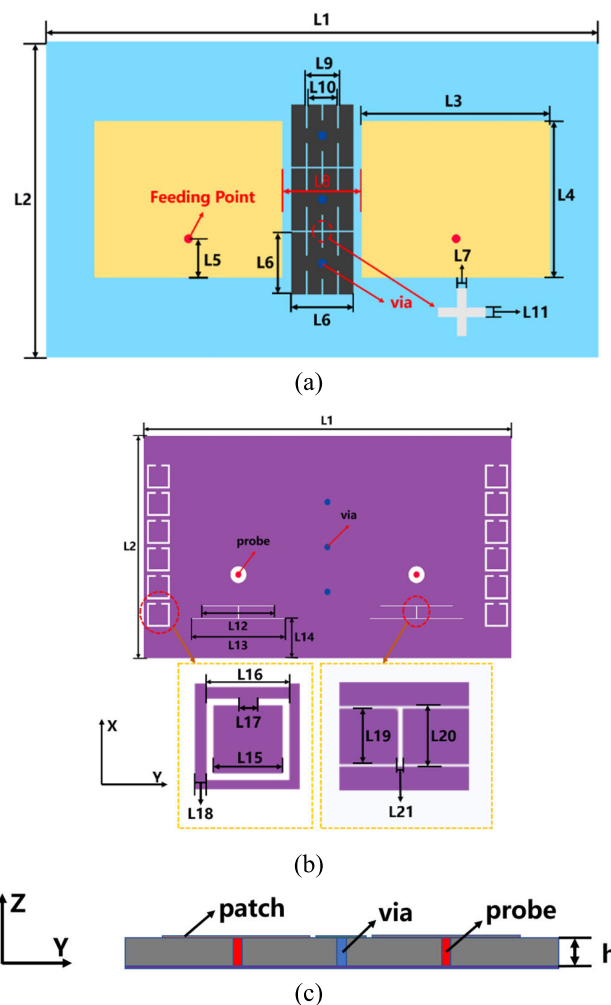 L1
L9
L10
L3
L2
L8
L4
Feeding Point
L5
L6
L7
via
L6
L11
(a)
L1
L2
via
probe
L12
L14
L13
L16
L17
L15
L18
L19
L20
L21
X
Y
(b)
Z
patch
via
probe
Y
h
(c)